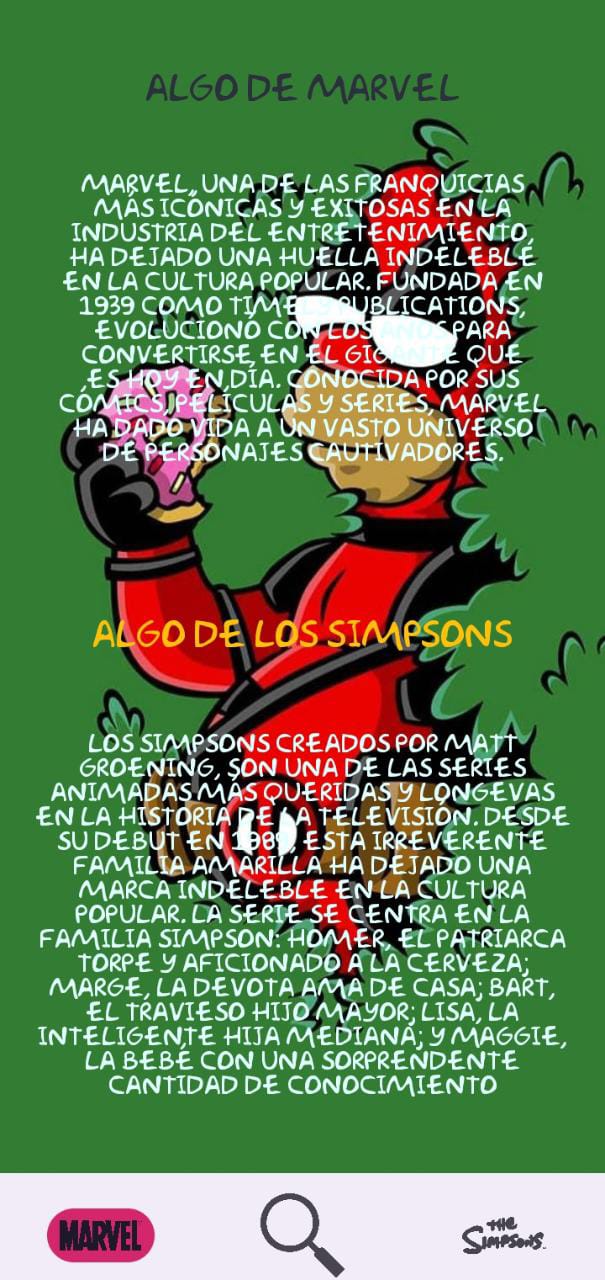 ALGO DE MARVEL
MARVEL, UNA DE LAS FRANQUICIAS
MÁS ICÓNICAS Y EXITOSAS EN LA
INDUSTRIA DEL ENTRETENIMIENTO,
HA DEJADO UNA HUELLA INDELEBLE
EN LA CULTURA POPULAR. FUNDADA EN
1939 COMO TIMELY PUBLICATIONS,
EVOLUCIONÓ CON LOS AÑOS PARA
CONVERTIRSE EN EL GIGANTE QUE
ES HOY EN DÍA. CONOCIDA POR SUS
CÓMICS, PELÍCULAS Y SERIES, MARVEL
HA DADO VIDA A UN VASTO UNIVERSO
DE PERSONAJES CAUTIVADORES.
ALGO DE LOS SIMPSONS
LOS SIMPSONS CREADOS POR MATT
GROENING, SON UNA DE LAS SERIES
ANIMADAS MÁS QUERIDAS Y LONGEVAS
EN LA HISTORIA DE LA TELEVISIÓN. DESDE
SU DEBUT EN 1989, ESTA IRREVERENTE
FAMILIA AMARILLA HA DEJADO UNA
MARCA INDELEBLE EN LA CULTURA
POPULAR. LA SERIE SE CENTRA EN LA
FAMILIA SIMPSON: HOMER, EL PATRIARCA
TORPE Y AFICIONADO A LA CERVEZA;
MARGE, LA DEVOTA AMA DE CASA; BART,
EL TRAVIESO HIJO MAYOR; LISA, LA
INTELIGENTE HIJA MEDIANA; Y MAGGIE,
LA BEBÉ CON UNA SORPRENDENTE
CANTIDAD DE CONOCIMIENTO
MARVEL
THE
SIMPSONS